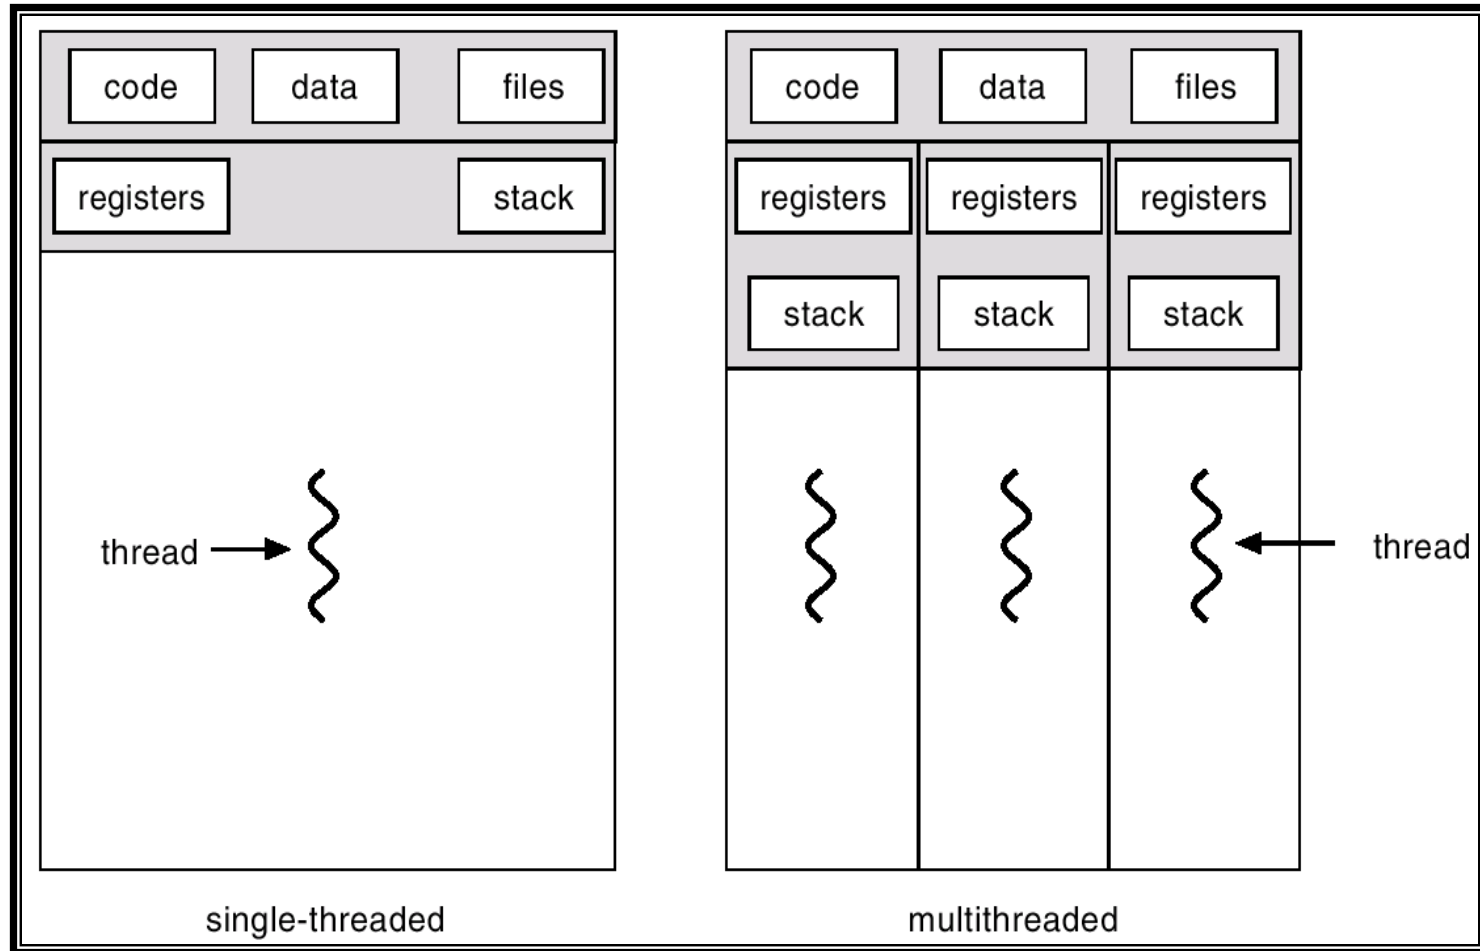 code data files
registers stack
thread
single-threaded
code data files
registers registers registers
stack stack stack
thread
multithreaded